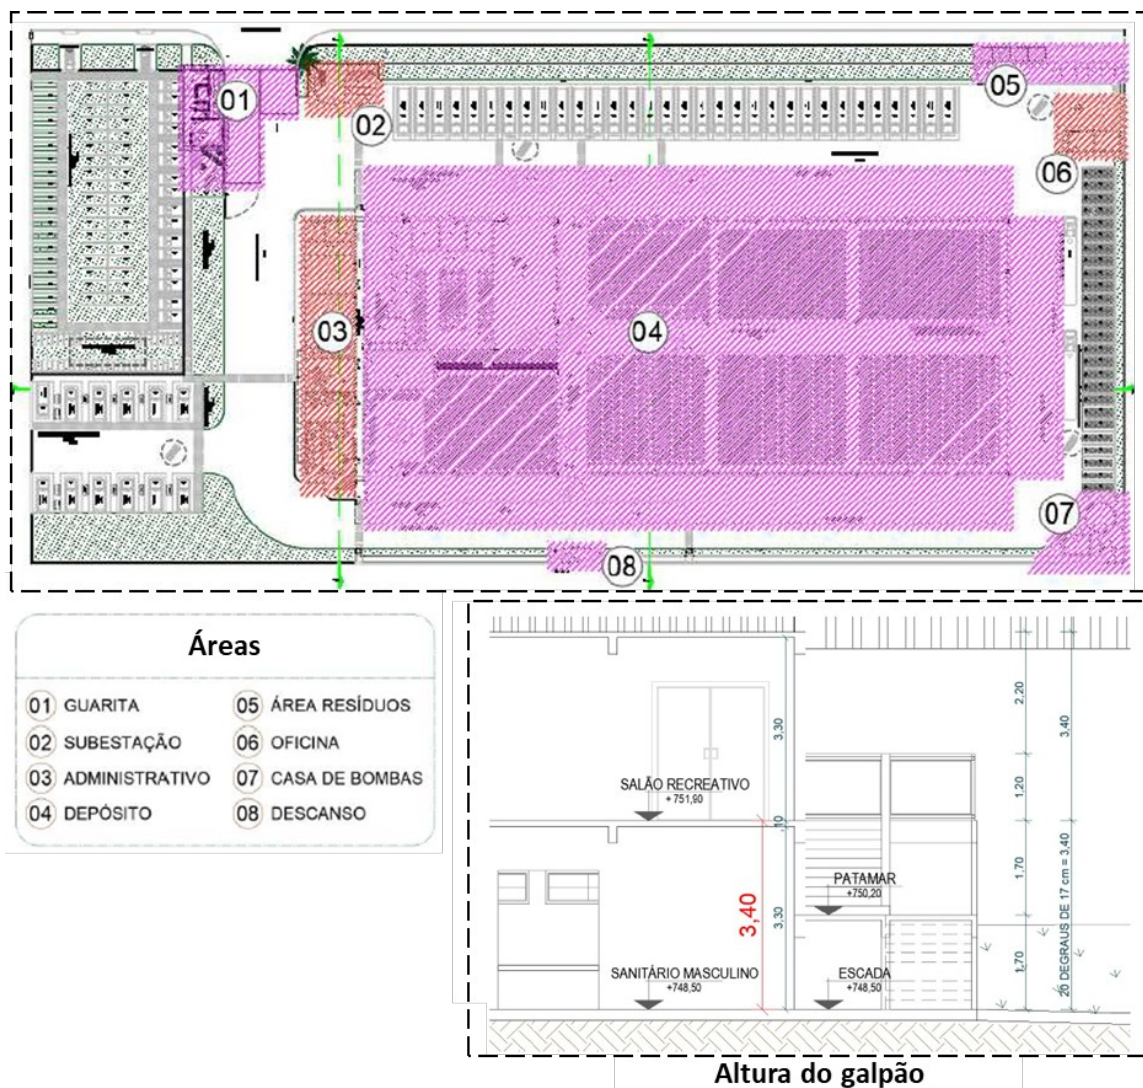 01
02
05
06
03
04
07
08
Áreas
01 GUARITA
02 SUBESTAÇÃO
03 ADMINISTRATIVO
04 DEPÓSITO
05 ÁREA RESÍDUOS
06 OFICINA
07 CASA DE BOMBAS
08 DESCANSO
2,20
3,30
3,40
SALÃO RECREATIVO
+751,90
1,20
,10
PATAMAR
+750,20
1,70
3,40
3,30
20 DEGRAUS DE 17 cm = 3,40
SANITÁRIO MASCULINO
+748,50
ESCADA
+748,50
1,70
Altura do galpão